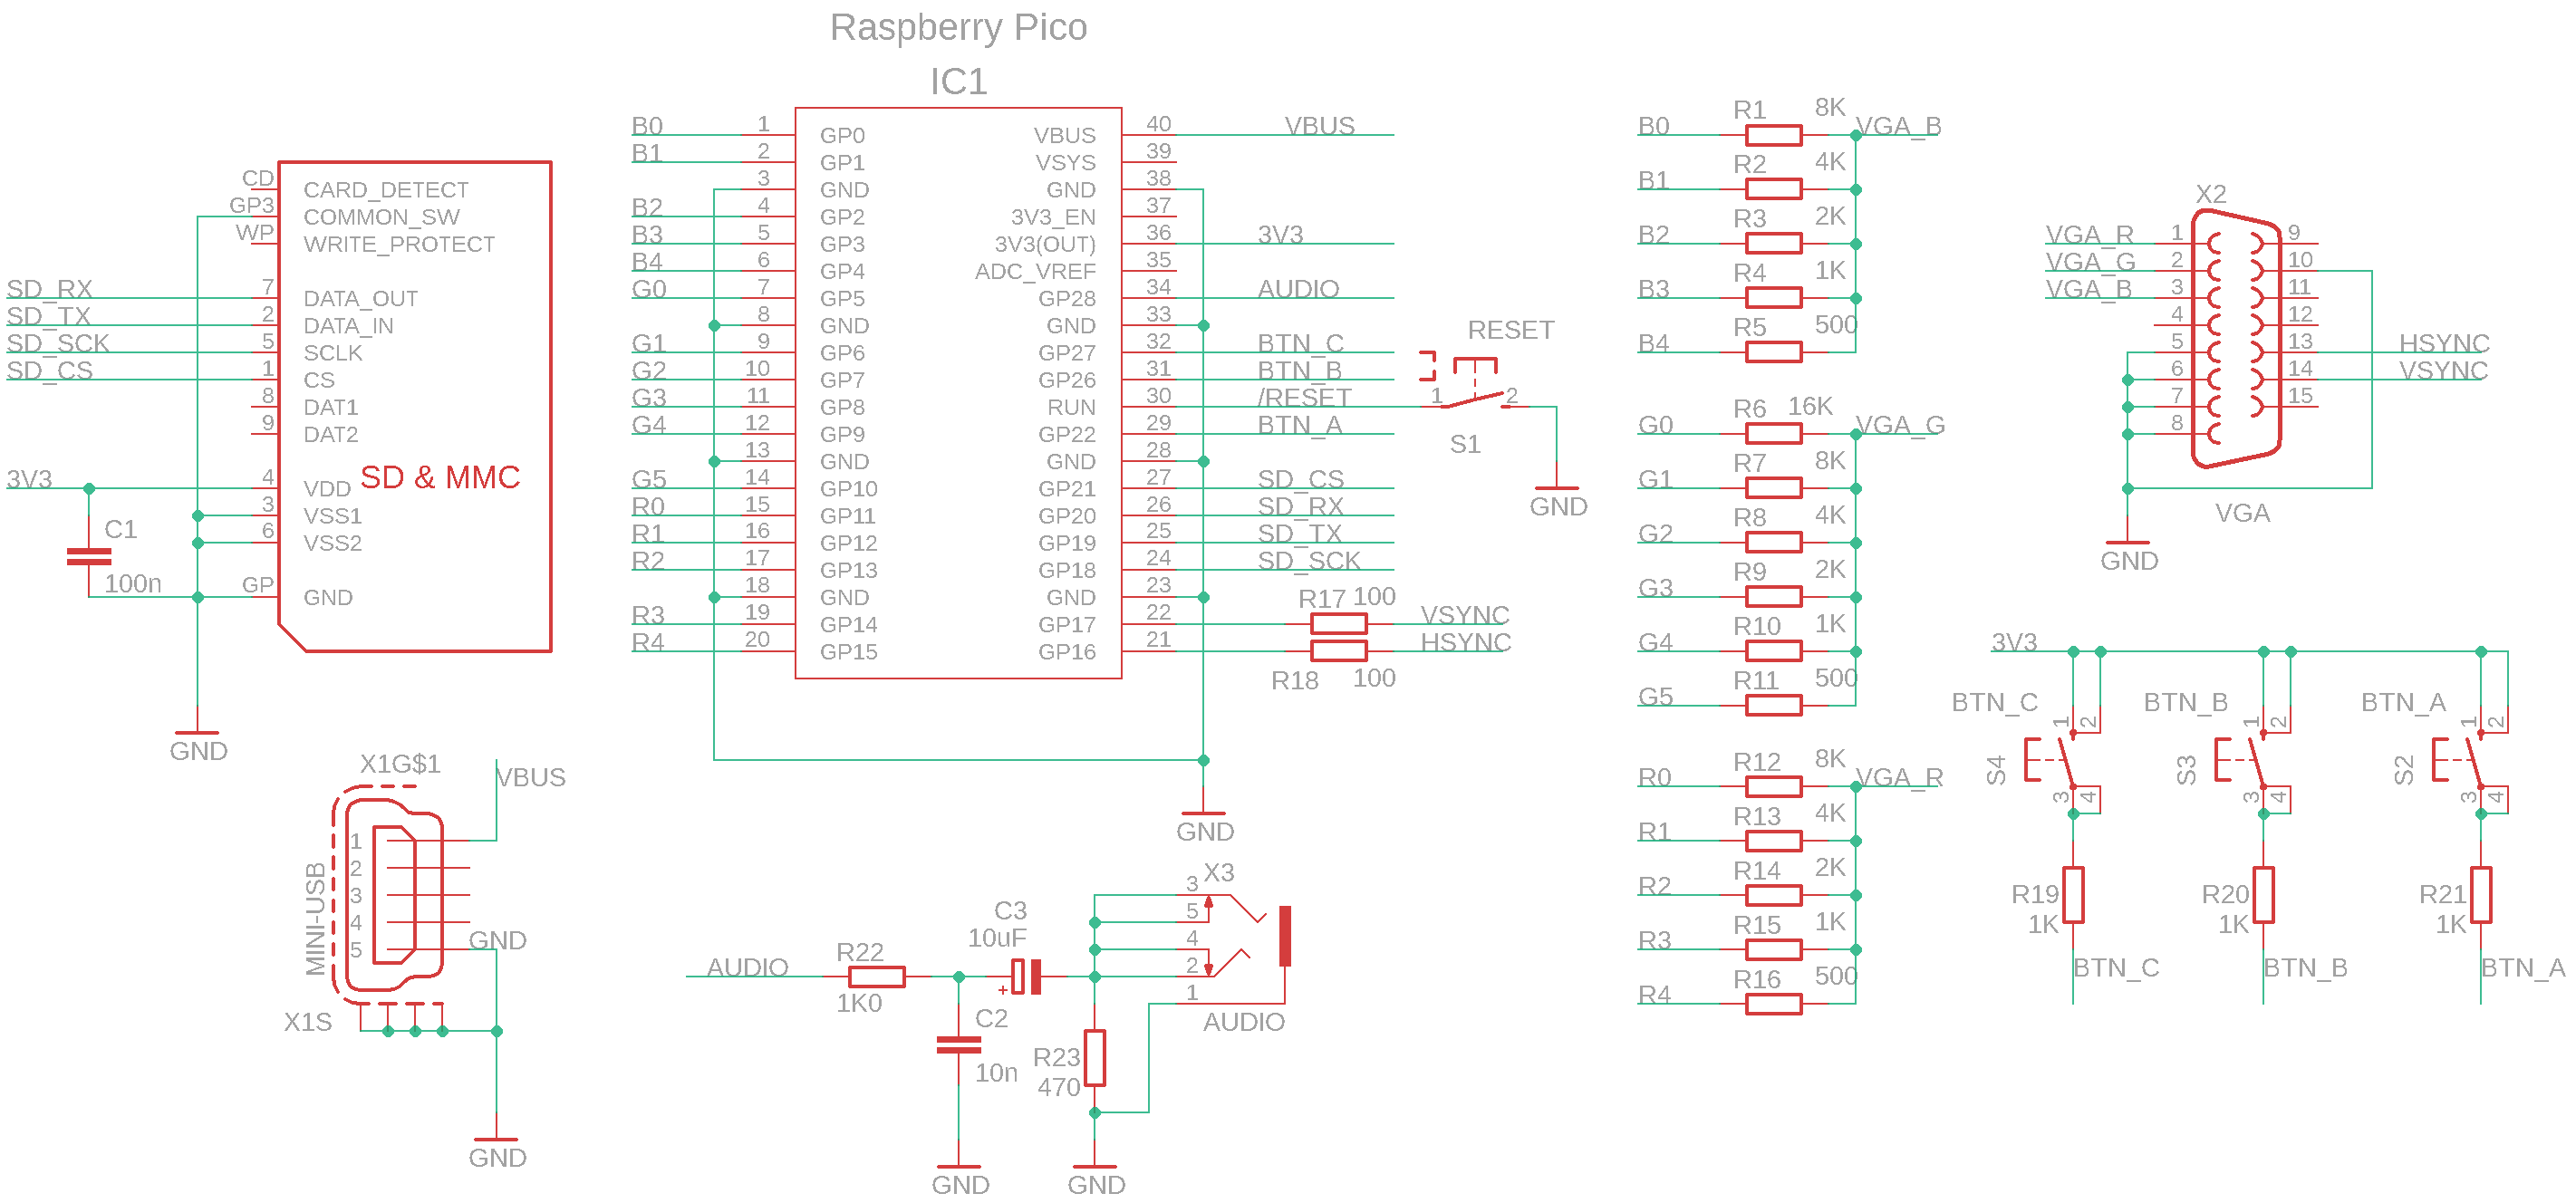 Raspberry Pico
IC1
CD CARD_DETECT
GP3 COMMON_SW
WP WRITE_PROTECT
SD_RX 7 DATA_OUT
SD_TX 2 DATA_IN
SD_SCK 5 SCLK
SD_CS 1 CS
8 DAT1
9 DAT2
SD & MMC
3V3 4 VDD
3 VSS1
6 VSS2
GP GND
C1
100n
GND
B0 1 GP0 VBUS 40 VBUS
B1 2 GP1 VSYS 39
3 GND GND 38
B2 4 GP2 3V3_EN 37
B3 5 GP3 3V3(OUT) 36 3V3
B4 6 GP4 ADC_VREF 35
G0 7 GP5 GP28 34 AUDIO
8 GND GND 33
G1 9 GP6 GP27 32 BTN_C
G2 10 GP7 GP26 31 BTN_B
G3 11 GP8 RUN 30 /RESET
G4 12 GP9 GP22 29 BTN_A
13 GND GND 28
G5 14 GP10 GP21 27 SD_CS
R0 15 GP11 GP20 26 SD_RX
R1 16 GP12 GP19 25 SD_TX
R2 17 GP13 GP18 24 SD_SCK
18 GND GND 23
R3 19 GP14 GP17 22 R17 100 VSYNC
R4 20 GP15 GP16 21 R18 100 HSYNC
GND
RESET
1 2
S1
GND
B0 R1 8K VGA_B
B1 R2 4K
B2 R3 2K
B3 R4 1K
B4 R5 500
G0 R6 16K VGA_G
G1 R7 8K
G2 R8 4K
G3 R9 2K
G4 R10 1K
G5 R11 500
R0 R12 8K VGA_R
R1 R13 4K
R2 R14 2K
R3 R15 1K
R4 R16 500
X2
VGA_R 1 9
VGA_G 2 10
VGA_B 3 11
4 12
5 13 HSYNC
6 14 VSYNC
7 15
8
VGA
GND
3V3
BTN_C BTN_B BTN_A
1 2 1 2 1 2
S4 S3 S2
3 4 3 4 3 4
R19 R20 R21
1K 1K 1K
BTN_C BTN_B BTN_A
X1G$1
VBUS
MINI-USB
1
2
3
4
5 GND
X1S
GND
AUDIO R22
1K0
C3
10uF
+
C2
10n
GND
R23
470
GND
X3
3
5
4
2
1
AUDIO